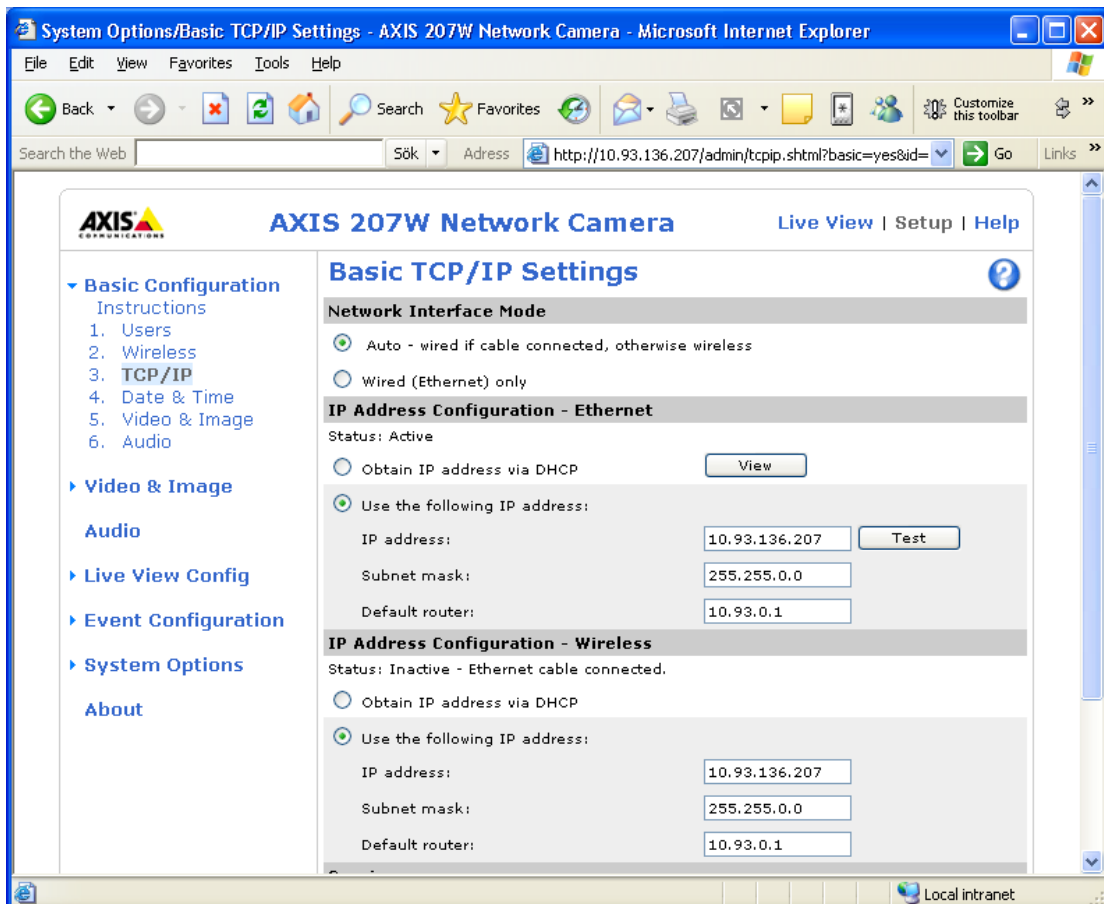 System Options/Basic TCP/IP Settings - AXIS 207W Network Camera - Microsoft Internet Explorer
File Edit View Favorites Tools Help
Back Search Favorites Customize this toolbar
Search the Web Sök Adress http://10.93.136.207/admin/tcpip.shtml?basic=yes&id= Go Links
AXIS COMMUNICATIONS
AXIS 207W Network Camera
Live View | Setup | Help
Basic Configuration
Instructions
1. Users
2. Wireless
3. TCP/IP
4. Date & Time
5. Video & Image
6. Audio
Video & Image
Audio
Live View Config
Event Configuration
System Options
About
Basic TCP/IP Settings
Network Interface Mode
Auto - wired if cable connected, otherwise wireless
Wired (Ethernet) only
IP Address Configuration - Ethernet
Status: Active
Obtain IP address via DHCP View
Use the following IP address:
IP address: 10.93.136.207 Test
Subnet mask: 255.255.0.0
Default router: 10.93.0.1
IP Address Configuration - Wireless
Status: Inactive - Ethernet cable connected.
Obtain IP address via DHCP
Use the following IP address:
IP address: 10.93.136.207
Subnet mask: 255.255.0.0
Default router: 10.93.0.1
Local intranet